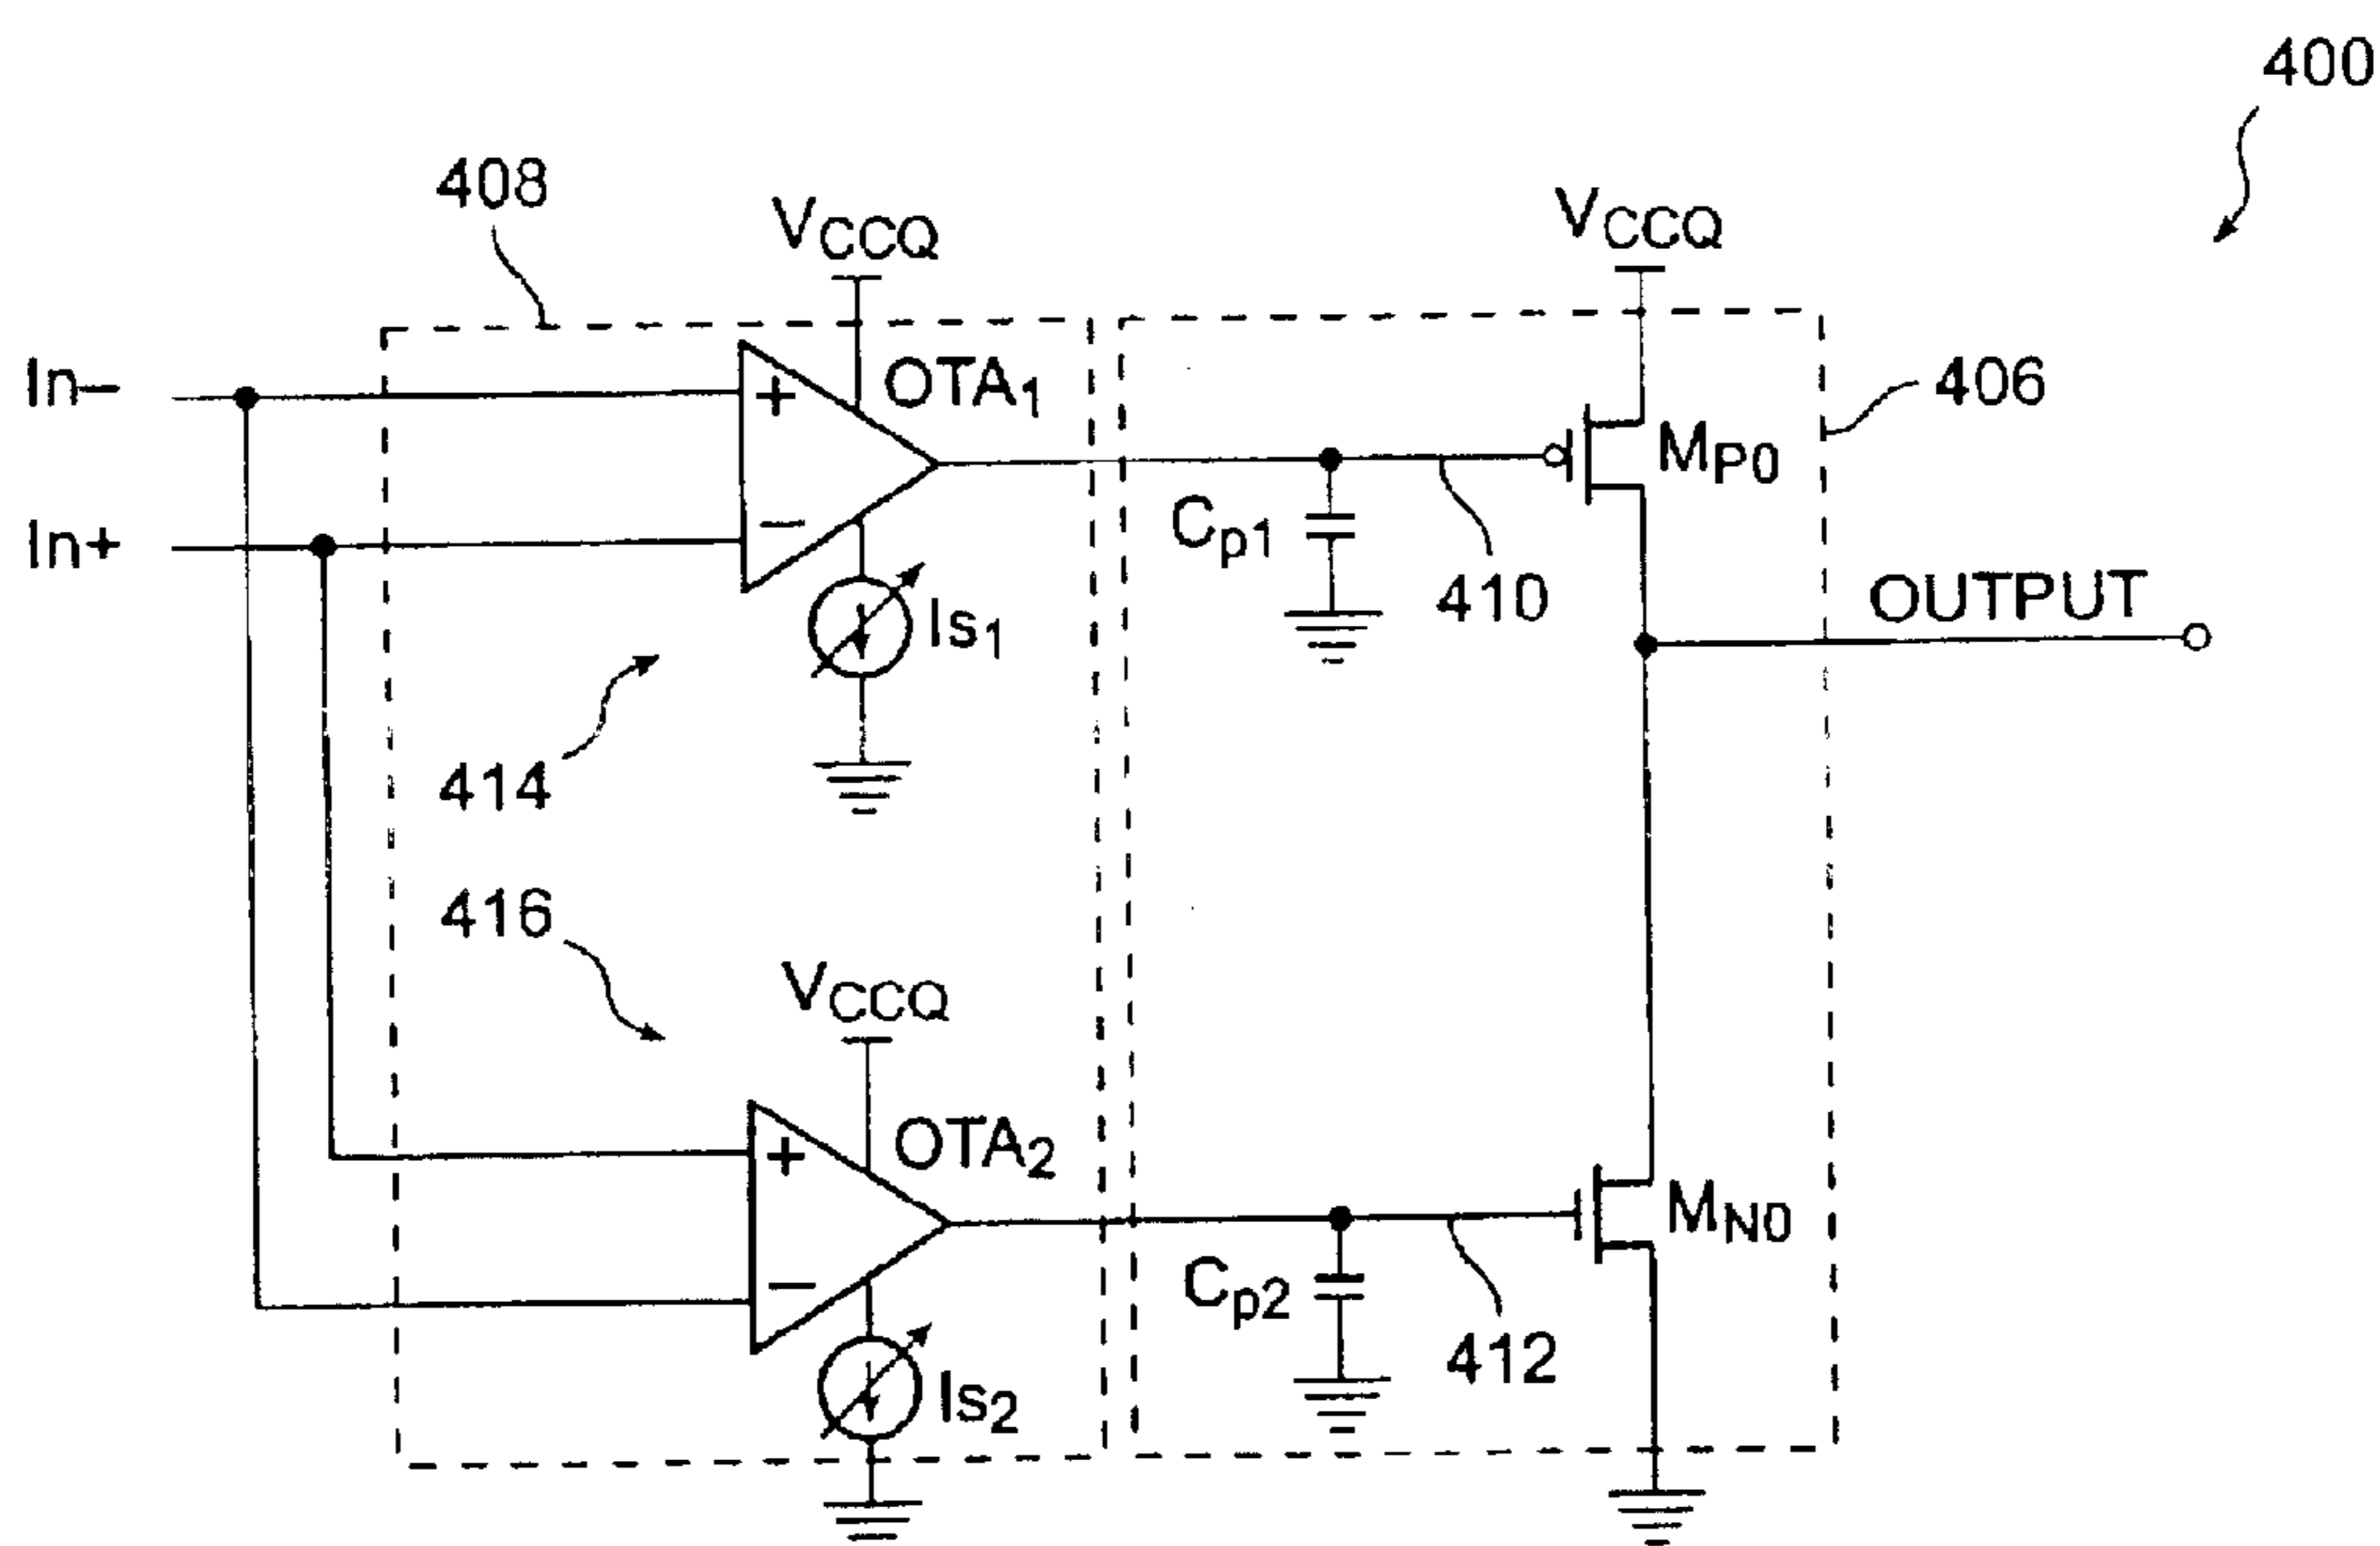 400
408
VCCQ
VCCQ
In−
+
OTA1
406
MP0
In+
−
Cp1
410
Is1
OUTPUT
414
416
VCCQ
+
OTA2
MN0
−
Cp2
412
Is2